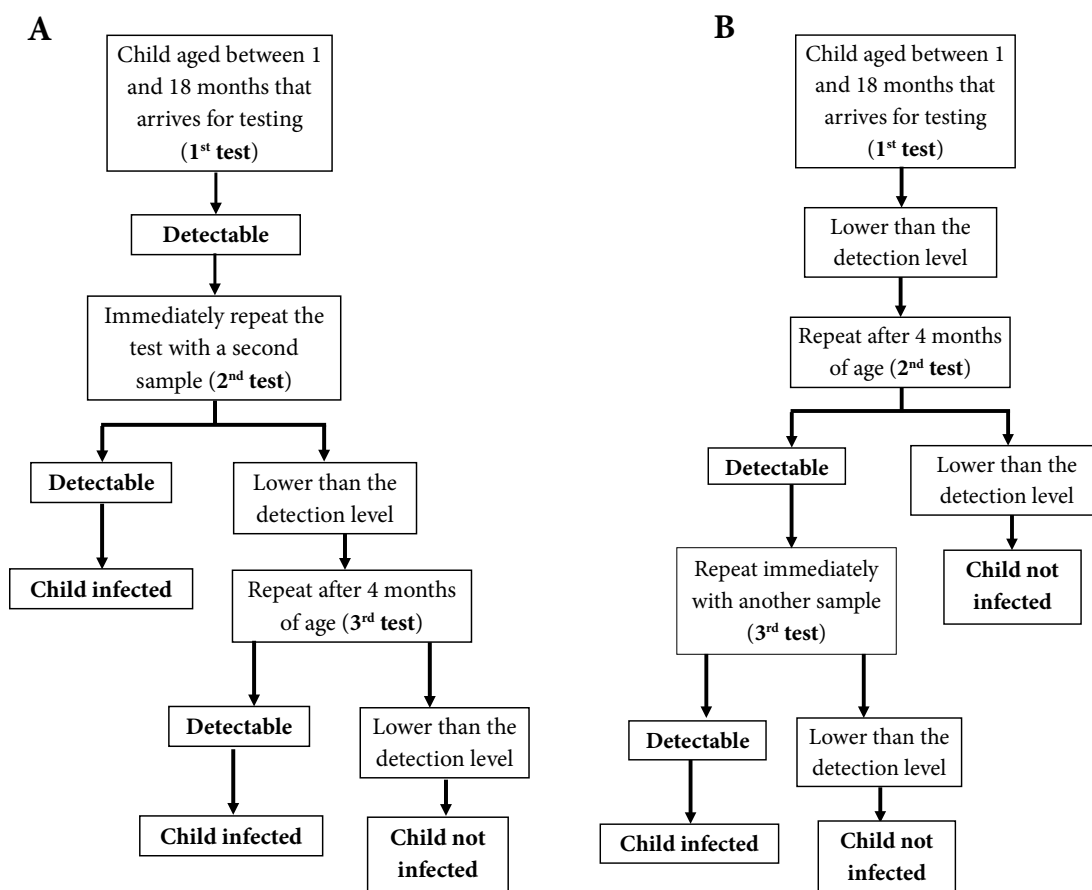 A
Child aged between 1
and 18 months that
arrives for testing
(1st test)
Detectable
Immediately repeat the
test with a second
sample (2nd test)
Detectable
Lower than the
detection level
Child infected
Repeat after 4 months
of age (3rd test)
Detectable
Lower than the
detection level
Child infected
Child not
infected
B
Child aged between 1
and 18 months that
arrives for testing
(1st test)
Lower than the
detection level
Repeat after 4 months
of age (2nd test)
Detectable
Lower than the
detection level
Repeat immediately
with another sample
(3rd test)
Child not
infected
Detectable
Lower than the
detection level
Child infected
Child not
infected